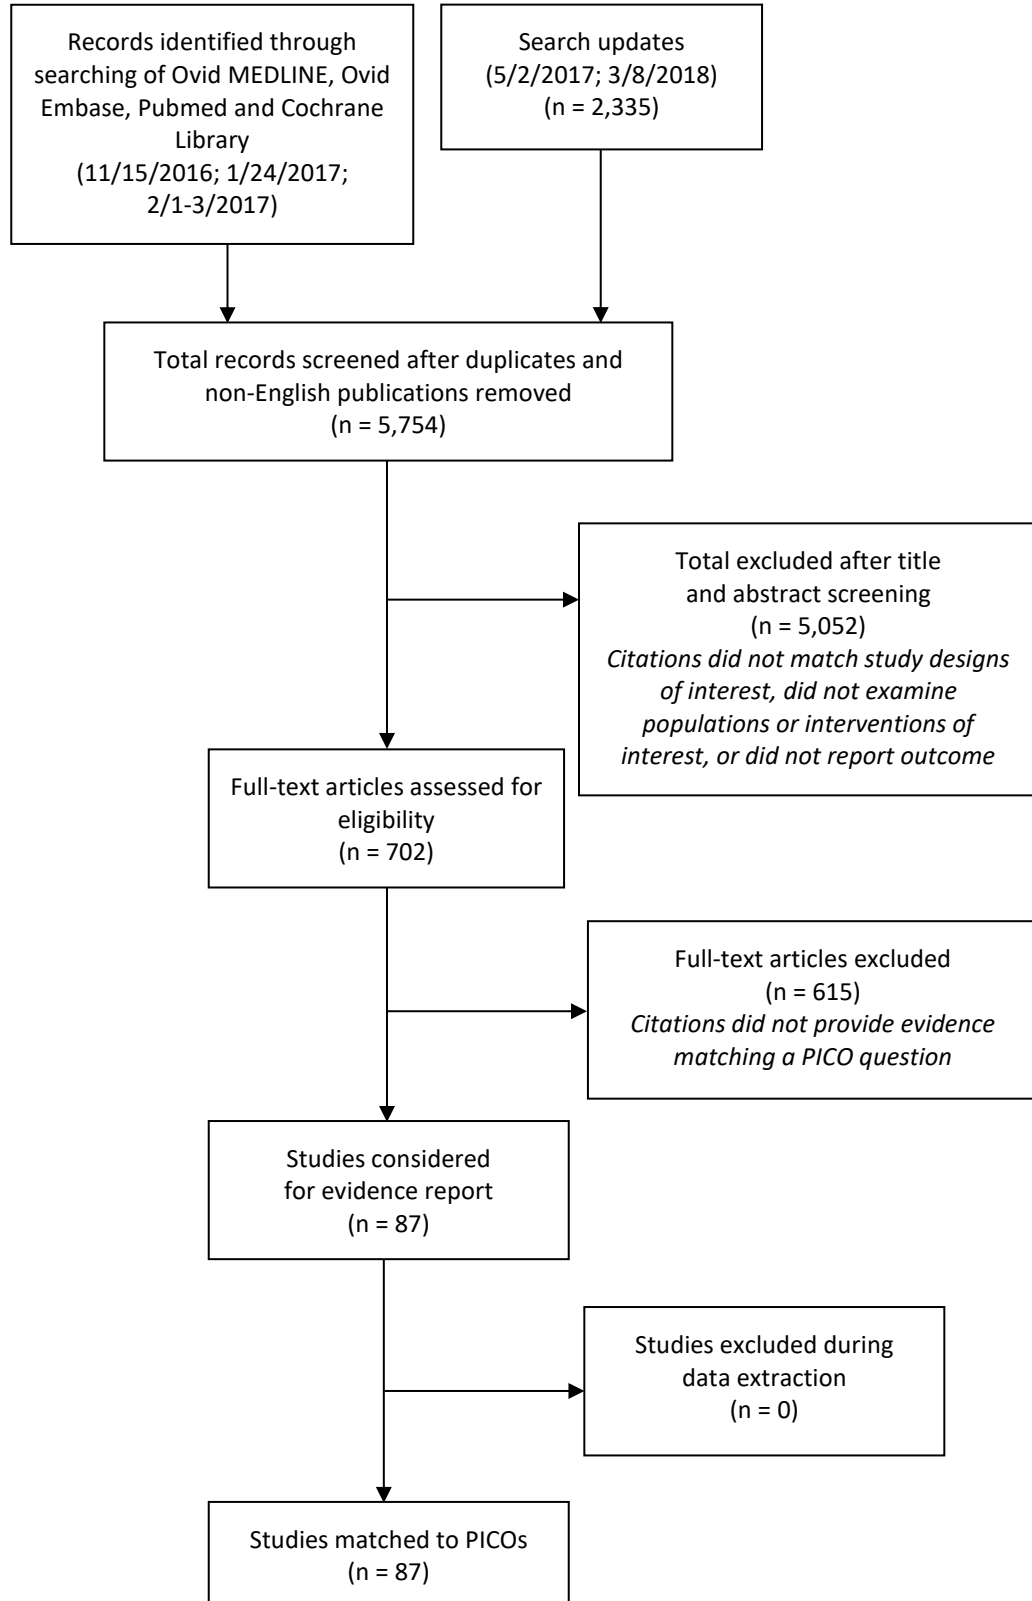 Records identified through
searching of Ovid MEDLINE, Ovid
Embase, Pubmed and Cochrane
Library
(11/15/2016; 1/24/2017;
2/1-3/2017)
Search updates
(5/2/2017; 3/8/2018)
(n = 2,335)
Total records screened after duplicates and
non-English publications removed
(n = 5,754)
Total excluded after title
and abstract screening
(n = 5,052)
Citations did not match study designs
of interest, did not examine
populations or interventions of
interest, or did not report outcome
Full-text articles assessed for
eligibility
(n = 702)
Full-text articles excluded
(n = 615)
Citations did not provide evidence
matching a PICO question
Studies considered
for evidence report
(n = 87)
Studies excluded during
data extraction
(n = 0)
Studies matched to PICOs
(n = 87)